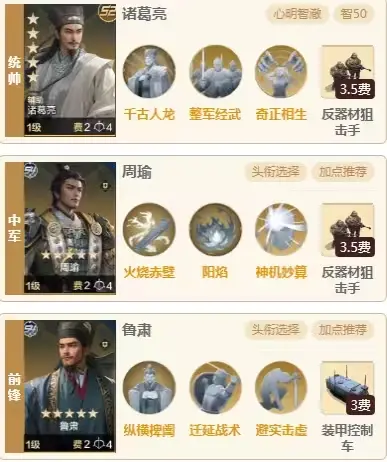 统帅
S2
辅助
诸葛亮
1级
费2
4
诸葛亮
心明智澈
智50
千古人龙
整军经武
奇正相生
3.5费
反器材狙
击手
中军
周瑜
1级
费2
4
周瑜
头衔选择
加点推荐
火烧赤壁
阳焰
神机妙算
3.5费
反器材狙
击手
前锋
鲁肃
1级
费2
4
鲁肃
头衔选择
加点推荐
纵横捭阖
迁延战术
避实击虚
3费
装甲控制
车